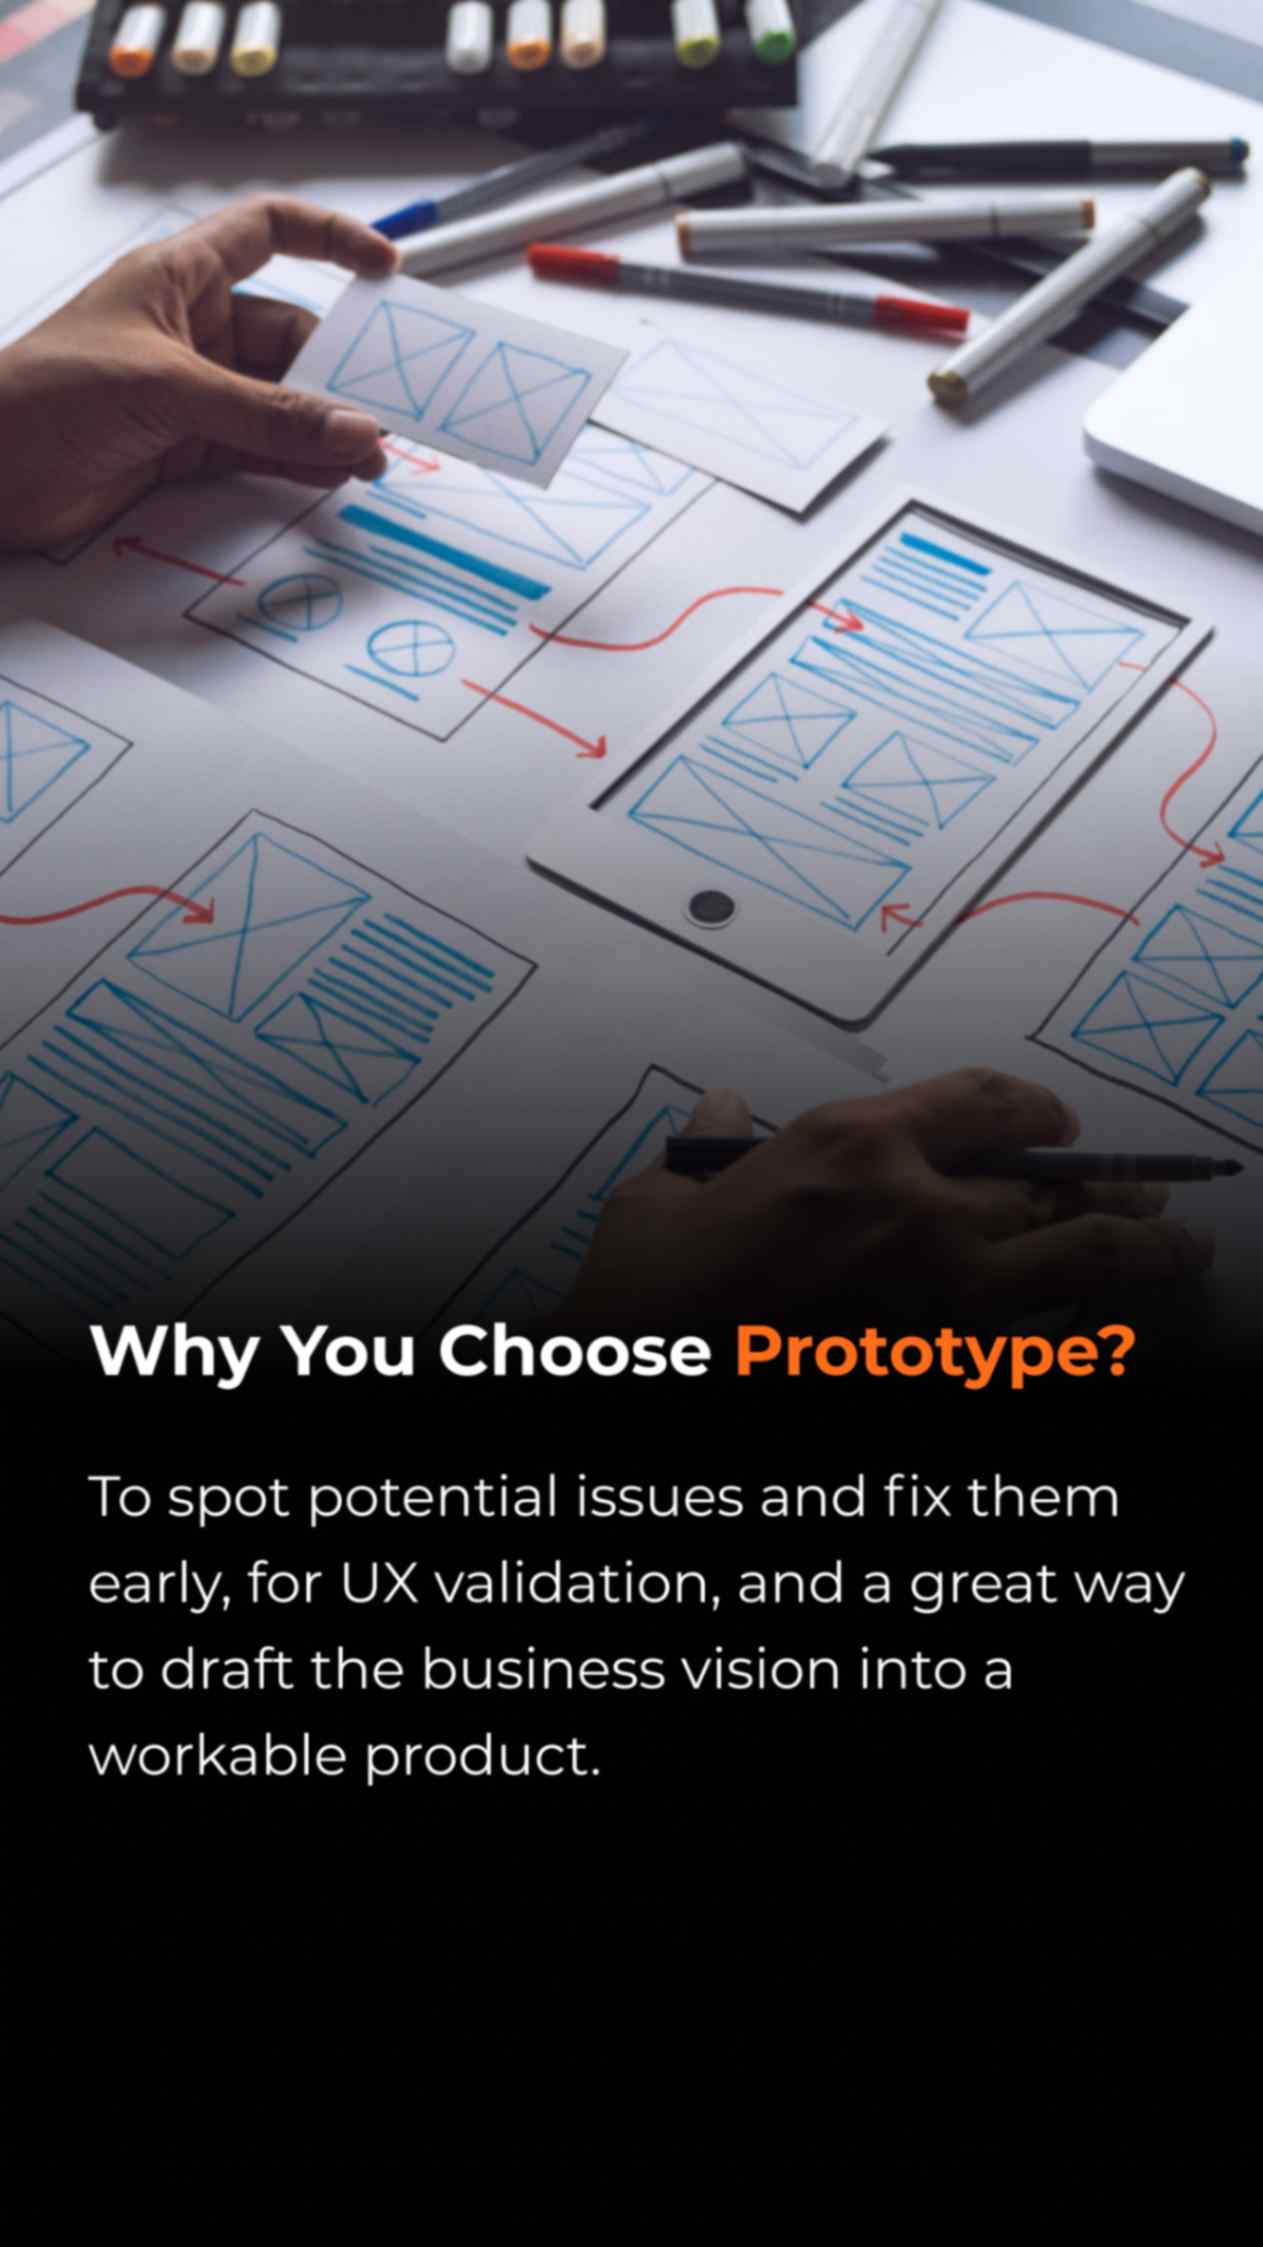 Why You Choose Prototype?
To spot potential issues and fix them
early, for UX validation, and a great way
to draft the business vision into a
workable product.